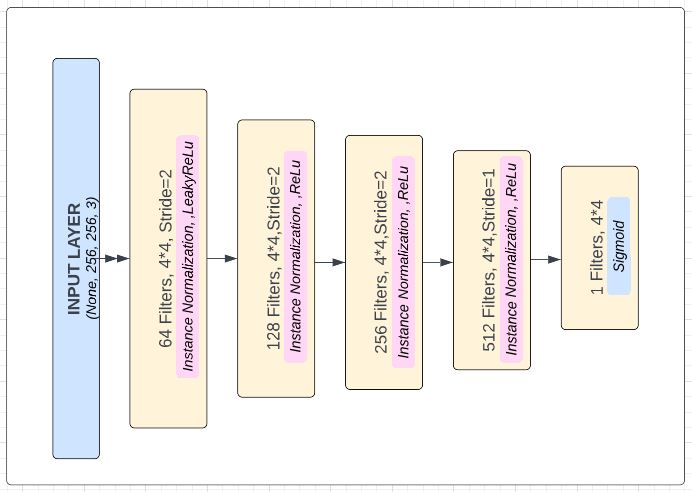 INPUT LAYER
(None, 256, 256, 3)
64 Filters, 4*4, Stride=2
Instance Normalization, ,LeakyReLu
128 Filters, 4*4,Stride=2
Instance Normalization, ,ReLu
256 Filters, 4*4,Stride=2
Instance Normalization, ,ReLu
512 Filters, 4*4,Stride=1
Instance Normalization, ,ReLu
1 Filters, 4*4
Sigmoid